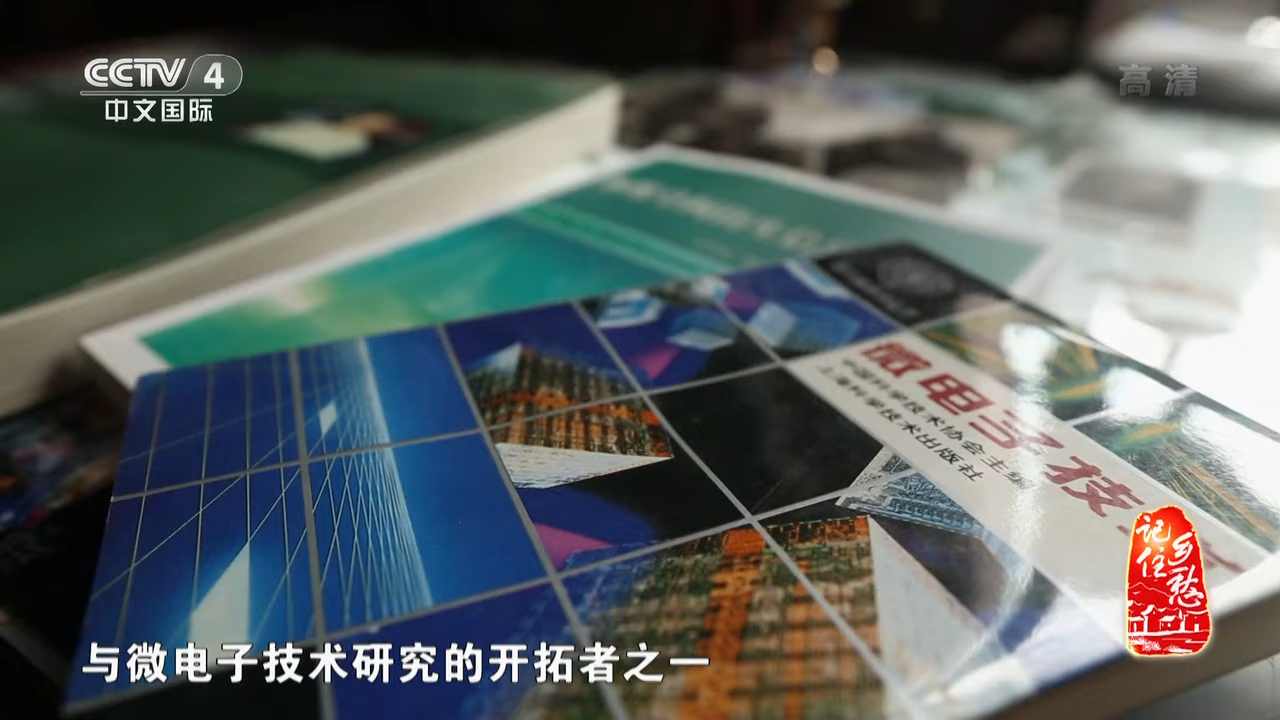 CCTV 4
中文国际
高清
微电子技
中国科学技术协会主编
上海科学技术出版社
记住乡愁
与微电子技术研究的开拓者之一